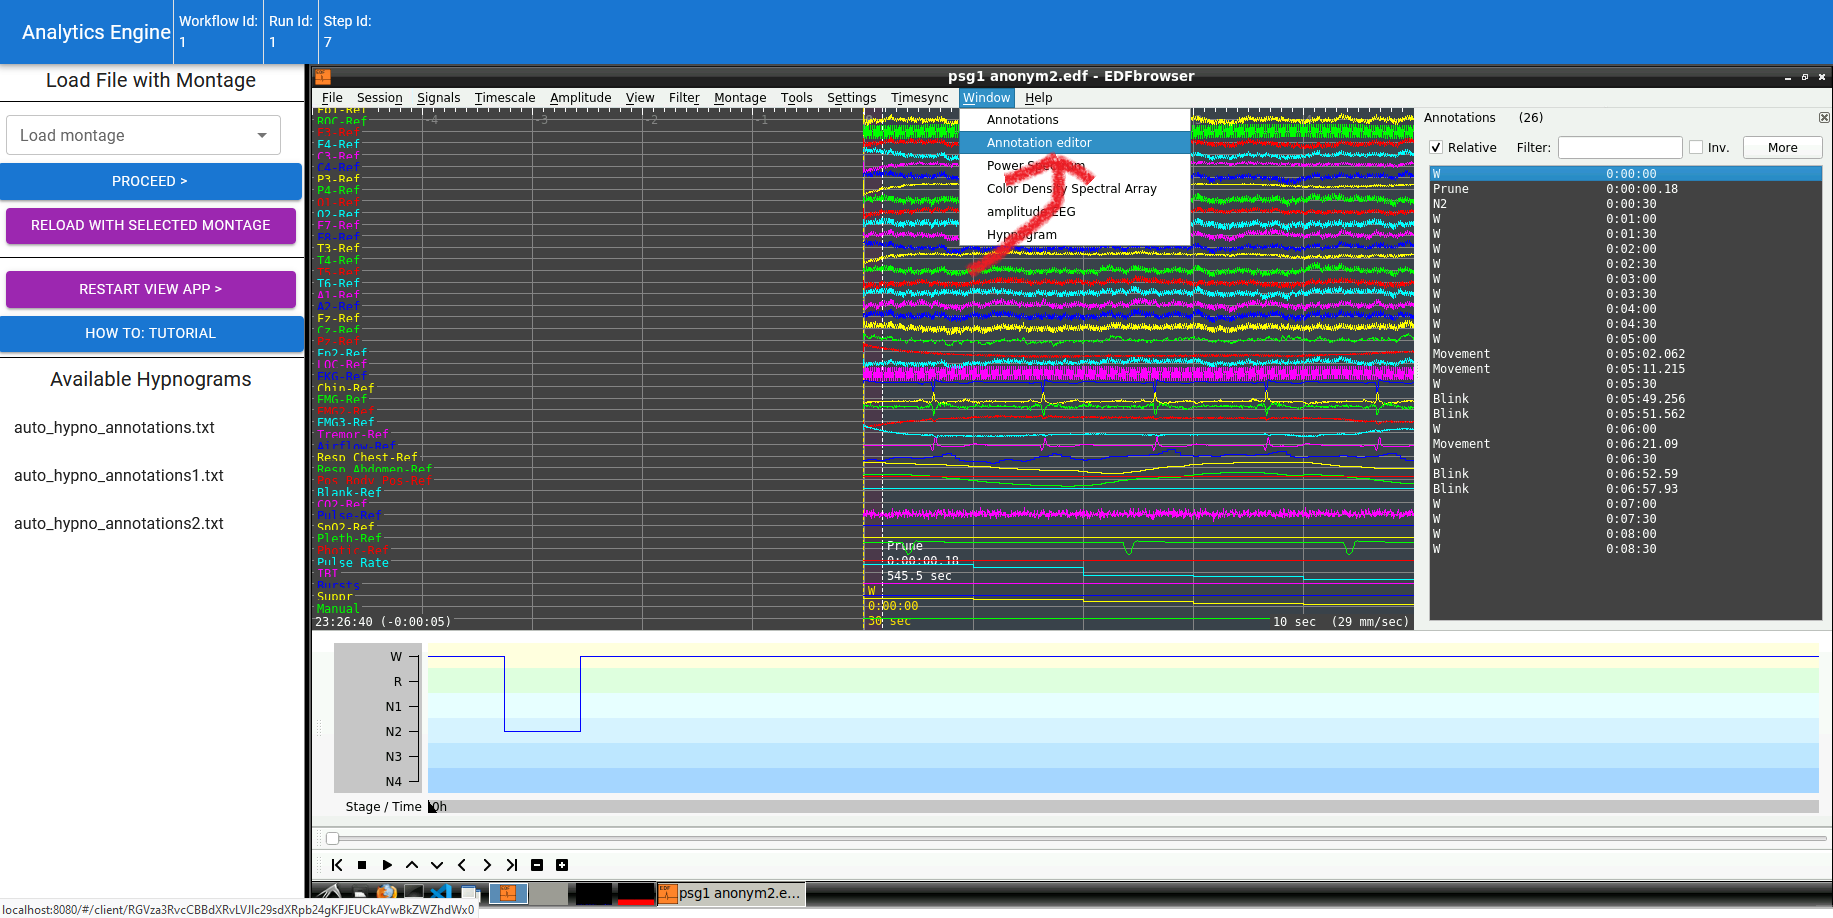 Analytics Engine
Workflow Id:
1
Run Id:
1
Step Id:
7
Load File with Montage
Load montage
PROCEED >
RELOAD WITH SELECTED MONTAGE
RESTART VIEW APP >
HOW TO: TUTORIAL
Available Hypnograms
auto_hypno_annotations.txt
auto_hypno_annotations1.txt
auto_hypno_annotations2.txt
psg1 anonym2.edf - EDFbrowser
File Session Signals Timescale Amplitude View Filter Montage Tools Settings Timesync Window Help
Annotations
Annotation editor
Power Spectrum
Color Density Spectral Array
amplitude EEG
Hypnogram
-4 -3 -2 -1
ROC-Ref
F4-Ref
C3-Ref
C4-Ref
P3-Ref
P4-Ref
O1-Ref
O2-Ref
F7-Ref
F8-Ref
T3-Ref
T4-Ref
T5-Ref
T6-Ref
A1-Ref
A2-Ref
Fz-Ref
Cz-Ref
Pz-Ref
Fp2-Ref
LOC-Ref
EKG-Ref
Chin-Ref
EMG-Ref
EMG2-Ref
EMG3-Ref
Tremor-Ref
Airflow-Ref
Resp Chest-Ref
Resp Abdomen-Ref
Pos Body Pos-Ref
Blank-Ref
CO2-Ref
Pulse-Ref
SpO2-Ref
Pleth-Ref
Photic-Ref
Pulse Rate
IBI
Bursts
Suppr
Manual
Prune
0:00:00.18
545.5 sec
W
0:00:00
30 sec
23:26:40 (-0:00:05)
10 sec (29 mm/sec)
Annotations (26)
Relative Filter: Inv. More
W 0:00:00
Prune 0:00:00.18
N2 0:00:30
W 0:01:00
W 0:01:30
W 0:02:00
W 0:02:30
W 0:03:00
W 0:03:30
W 0:04:00
W 0:04:30
W 0:05:00
Movement 0:05:02.062
Movement 0:05:11.215
W 0:05:30
Blink 0:05:49.256
Blink 0:05:51.562
W 0:06:00
Movement 0:06:21.09
W 0:06:30
Blink 0:06:52.59
Blink 0:06:57.93
W 0:07:00
W 0:07:30
W 0:08:00
W 0:08:30
W
R
N1
N2
N3
N4
Stage / Time 0h
psg1 anonym2.e...